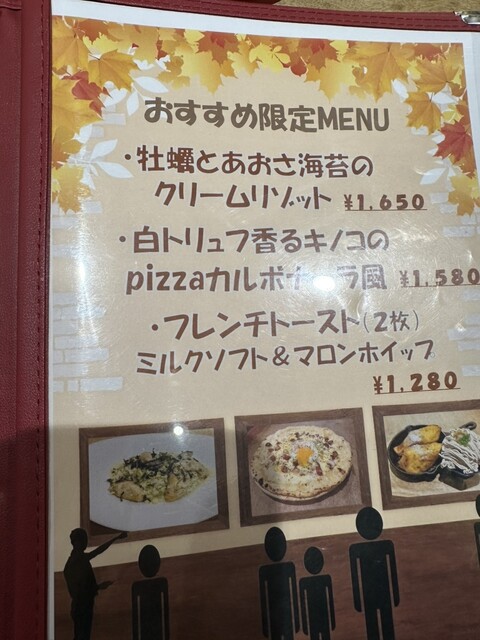 おすすめ限定MENU
・牡蠣とあおさ海苔の
クリームリゾット ¥1,650
・白トリュフ香るキノコの
pizzaカルボナーラ風 ¥1,580
・フレンチトースト(2枚)
ミルクソフト&マロンホイップ
¥1,280